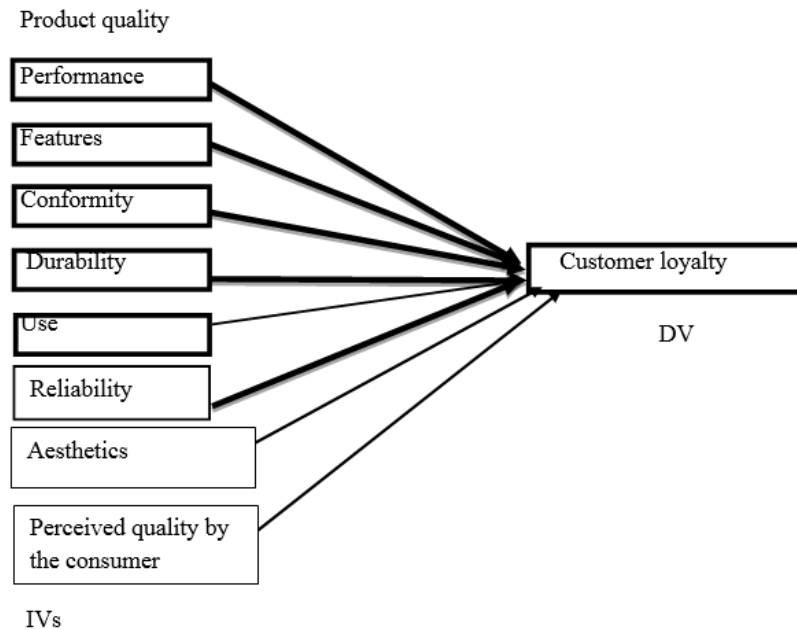 Product quality
Performance
Features
Conformity
Durability
Use
Reliability
Aesthetics
Perceived quality by
the consumer
IVs
Customer loyalty
DV